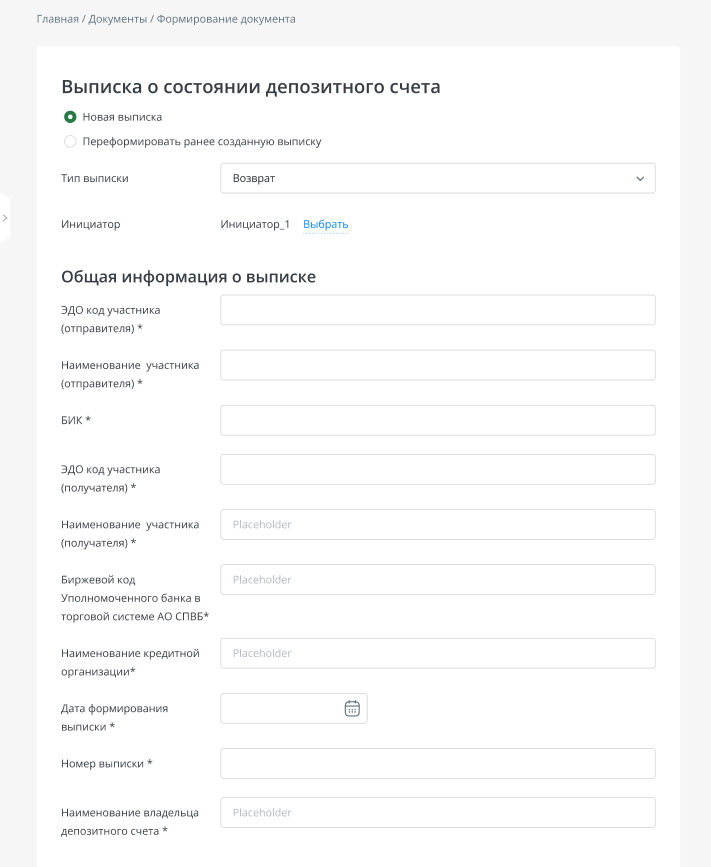 Главная / Документы / Формирование документа
Выписка о состоянии депозитного счета
Новая выписка
Переформировать ранее созданную выписку
Тип выписки
Возврат
Инициатор
Инициатор_1
Выбрать
Общая информация о выписке
ЭДО код участника
(отправителя) *
Наименование участника
(отправителя) *
БИК *
ЭДО код участника
(получателя) *
Наименование участника
(получателя) *
Placeholder
Биржевой код
Уполномоченного банка в
торговой системе АО СПВБ*
Placeholder
Наименование кредитной
организации*
Placeholder
Дата формирования
выписки *
Номер выписки *
Наименование владельца
депозитного счета *
Placeholder